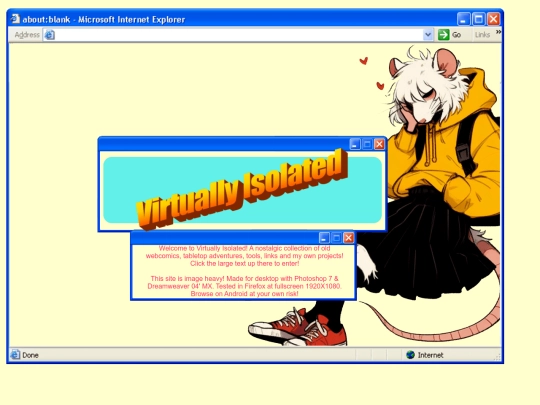 about:blank - Microsoft Internet Explorer
Address
Go
Links
Virtually Isolated
Welcome to Virtually Isolated! A nostalgic collection of old
webcomics, tabletop adventures, tools, links and my own projects!
Click the large text up there to enter!
This site is image heavy! Made for desktop with Photoshop 7 &
Dreamweaver 04' MX. Tested in Firefox at fullscreen 1920X1080.
Browse on Android at your own risk!
Done
Internet